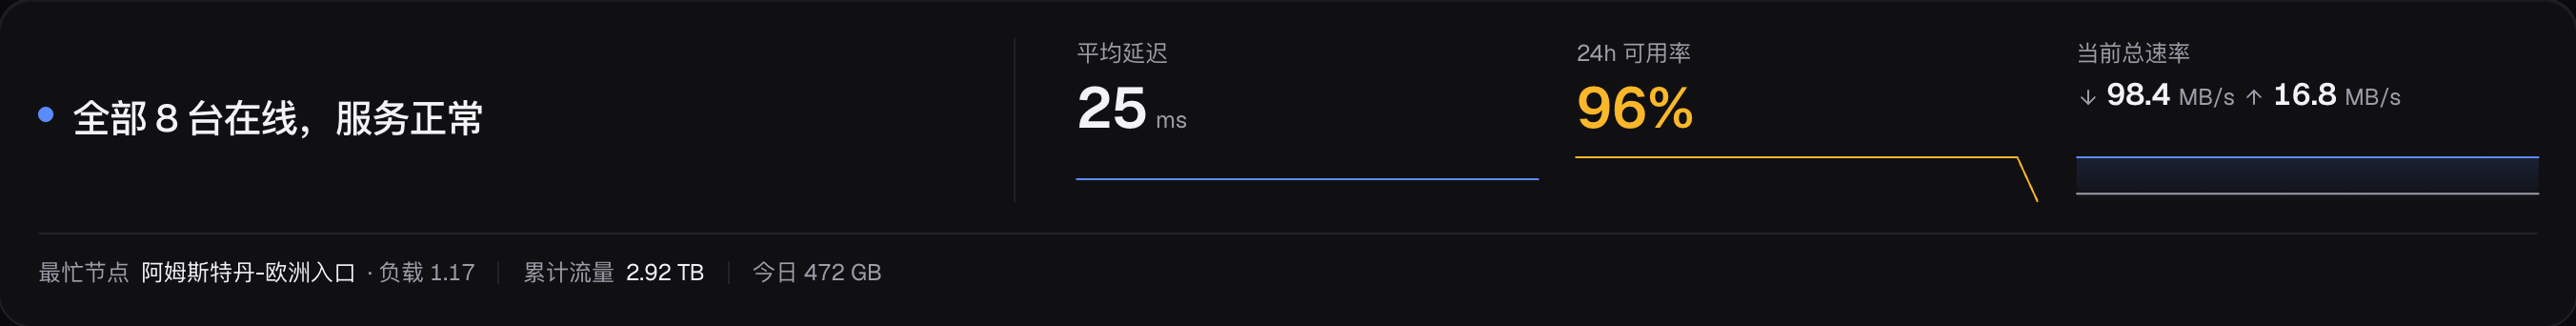 全部 8 台在线，服务正常
平均延迟
25 ms
24h 可用率
96%
当前总速率
↓ 98.4 MB/s ↑ 16.8 MB/s
最忙节点 阿姆斯特丹-欧洲入口 · 负载 1.17
累计流量 2.92 TB
今日 472 GB